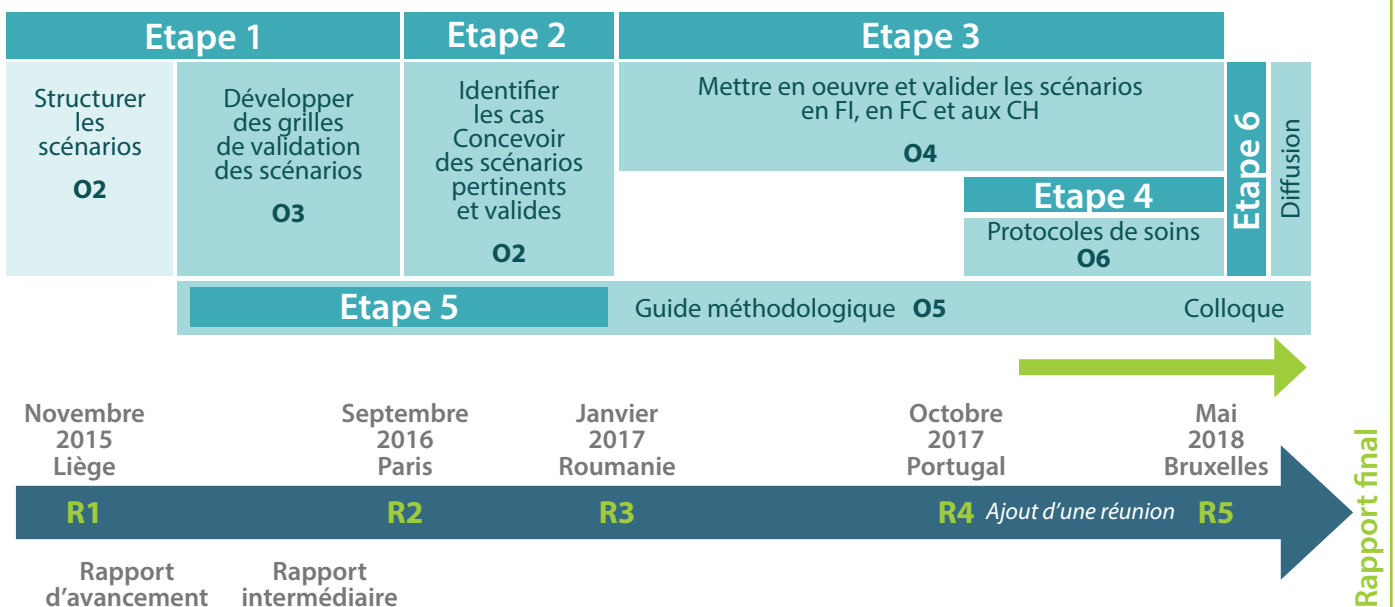 Etape 1
Etape 2
Etape 3
Structurer
les
scénarios
O2
Développer
des grilles
de validation
des scénarios
O3
Identifier
les cas
Concevoir
des scénarios
pertinents
et valides
O2
Mettre en oeuvre et valider les scénarios
en FI, en FC et aux CH
O4
Etape 4
Protocoles de soins
O6
Etape 6
Diffusion
Etape 5
Guide méthodologique O5
Colloque
Novembre
2015
Liège
Septembre
2016
Paris
Janvier
2017
Roumanie
Octobre
2017
Portugal
Mai
2018
Bruxelles
R1
R2
R3
R4 Ajout d'une réunion R5
Rapport
d'avancement
Rapport
intermédiaire
Rapport final